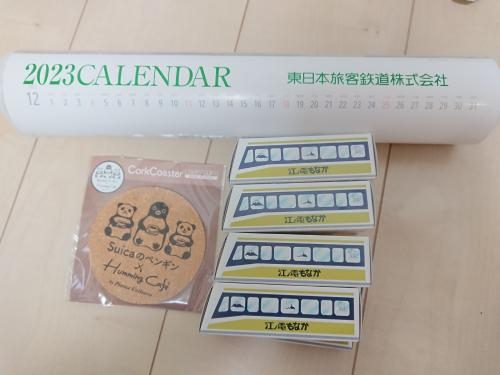 2023CALENDAR 東日本旅客鉄道株式会社
12 1 2 3 4 5 6 7 8 9 10 11 12 13 14 15 16 17 18 19 20 21 22 23 24 25 26 27 28 29 30 31
CorkCoaster
Suicaのペンギン
×
Humming Café
by Plame Collome
江ノ電もなか
江ノ電もなか
江ノ電もなか
江ノ電もなか